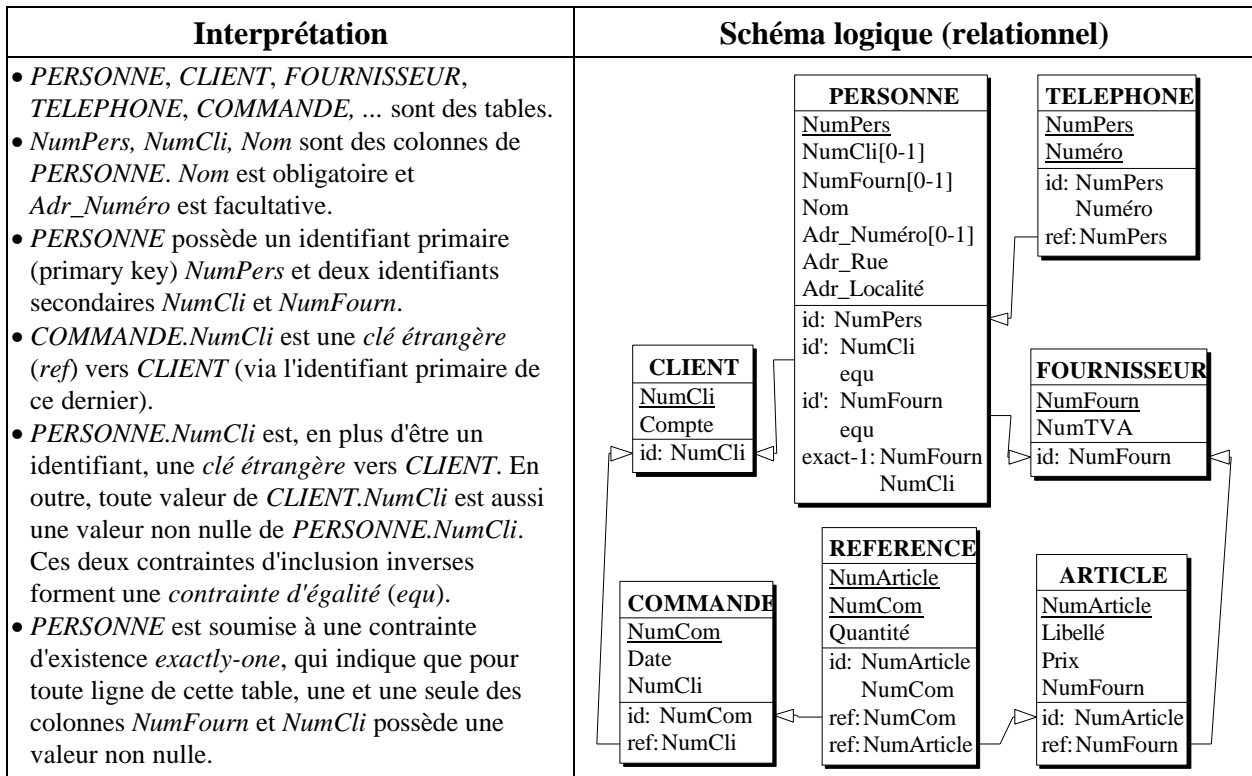 Interprétation
• PERSONNE, CLIENT, FOURNISSEUR,
TELEPHONE, COMMANDE, ... sont des tables.
• NumPers, NumCli, Nom sont des colonnes de
PERSONNE. Nom est obligatoire et
Adr_Numéro est facultative.
• PERSONNE possède un identifiant primaire
(primary key) NumPers et deux identifiants
secondaires NumCli et NumFourn.
• COMMANDE.NumCli est une clé étrangère
(ref) vers CLIENT (via l'identifiant primaire de
ce dernier).
• PERSONNE.NumCli est, en plus d'être un
identifiant, une clé étrangère vers CLIENT. En
outre, toute valeur de CLIENT.NumCli est aussi
une valeur non nulle de PERSONNE.NumCli.
Ces deux contraintes d'inclusion inverses
forment une contrainte d'égalité (equ).
• PERSONNE est soumise à une contrainte
d'existence exactly-one, qui indique que pour
toute ligne de cette table, une et une seule des
colonnes NumFourn et NumCli possède une
valeur non nulle.
Schéma logique (relationnel)
PERSONNE
NumPers
NumCli[0-1]
NumFourn[0-1]
Nom
Adr_Numéro[0-1]
Adr_Rue
Adr_Localité
id: NumPers
id': NumCli
equ
id': NumFourn
equ
exact-1: NumFourn
NumCli
TELEPHONE
NumPers
Numéro
id: NumPers
Numéro
ref: NumPers
CLIENT
NumCli
Compte
id: NumCli
FOURNISSEUR
NumFourn
NumTVA
id: NumFourn
COMMANDE
NumCom
Date
NumCli
id: NumCom
ref: NumCli
REFERENCE
NumArticle
NumCom
Quantité
id: NumArticle
NumCom
ref: NumCom
ref: NumArticle
ARTICLE
NumArticle
Libellé
Prix
NumFourn
id: NumArticle
ref: NumFourn